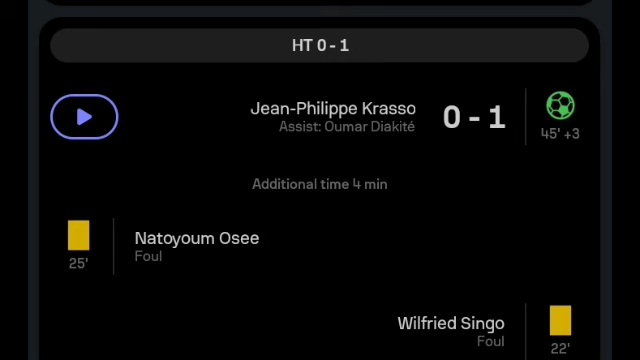 HT 0 - 1
Jean-Philippe Krasso
Assist: Oumar Diakité
0 - 1
45' +3
Additional time 4 min
Natoyoum Osee
Foul
25'
Wilfried Singo
Foul
22'